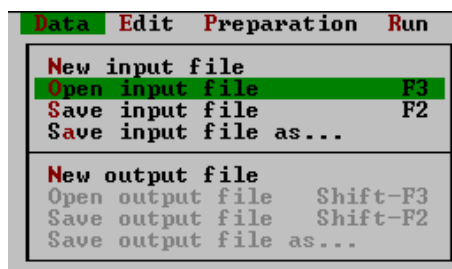 Data Edit Preparation Run
New input file
Open input file F3
Save input file F2
Save input file as...
New output file
Open output file Shift-F3
Save output file Shift-F2
Save output file as...